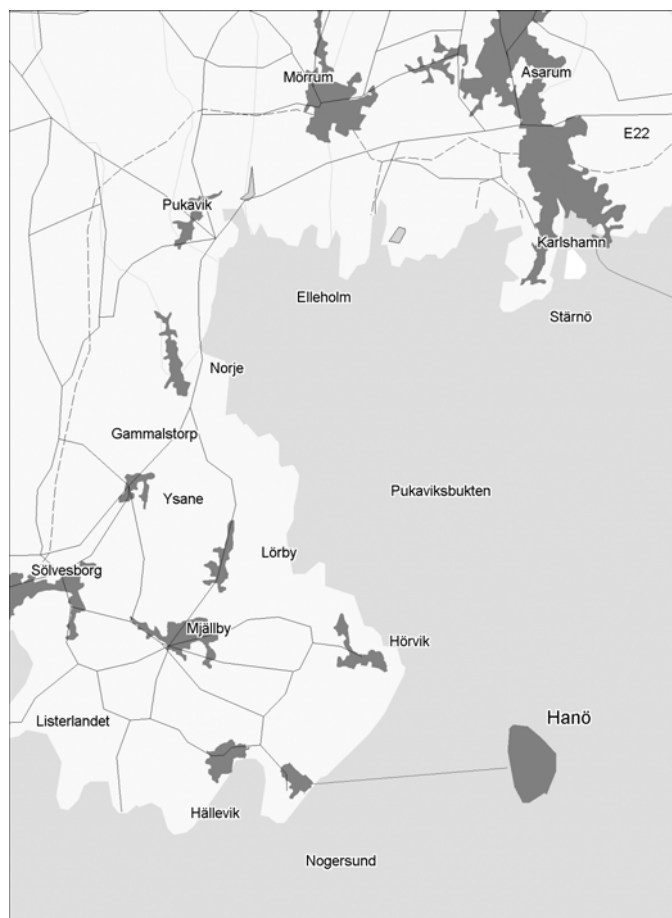 Mörrum
Asarum
E22
Pukavik
Karlshamn
Elleholm
Stärnö
Norje
Gammalstorp
Pukaviksbukten
Ysane
Lörby
Sölvesborg
Mjällby
Hörvik
Listerlandet
Hanö
Hällevik
Nogersund